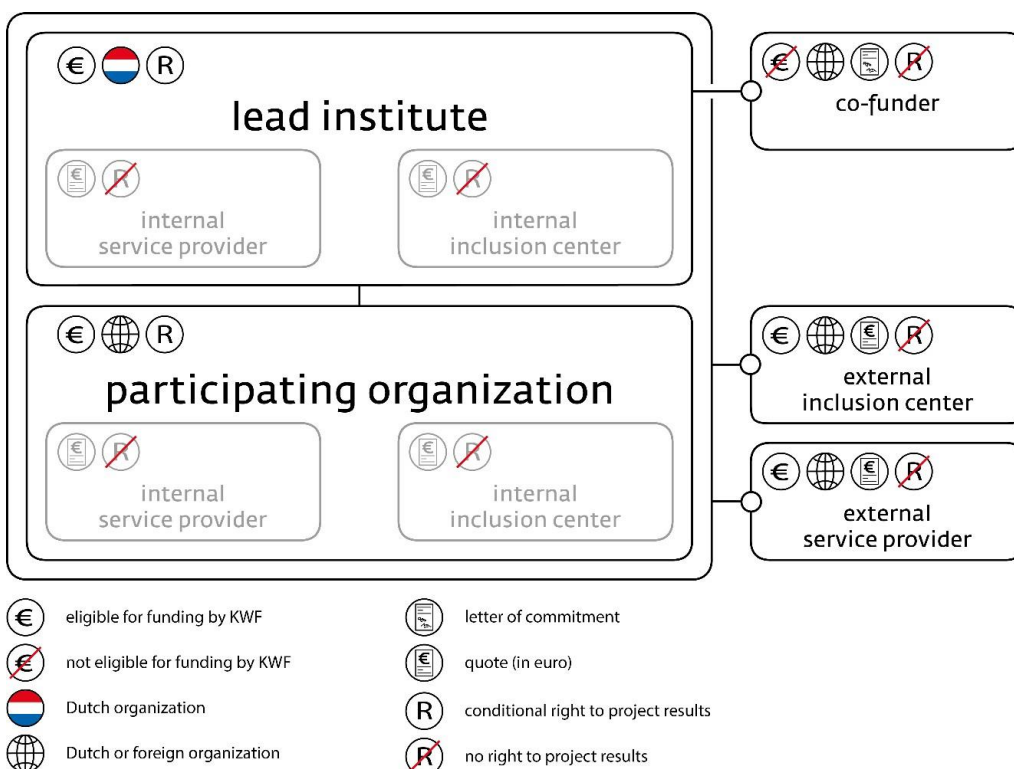 € R
lead institute
€ R
internal
service provider
€ R
internal
inclusion center
€ R
co-funder
€ R
participating organization
€ R
internal
service provider
€ R
internal
inclusion center
€ € R
external
inclusion center
€ € R
external
service provider
€ eligible for funding by KWF
€ not eligible for funding by KWF
Dutch organization
Dutch or foreign organization
letter of commitment
€ quote (in euro)
R conditional right to project results
R no right to project results